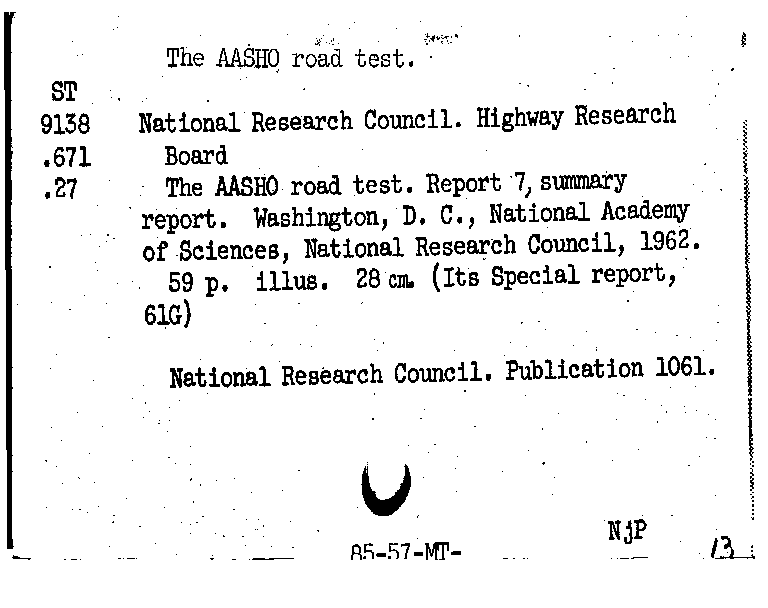 The AASHO road test.
ST
9138 National Research Council. Highway Research
.671 Board
.27 The AASHO road test. Report 7, summary
report. Washington, D. C., National Academy
of Sciences, National Research Council, 1962.
59 p. illus. 28 cm. (Its Special report,
61G)
National Research Council. Publication 1061.
NjP
85-57-MT-
13